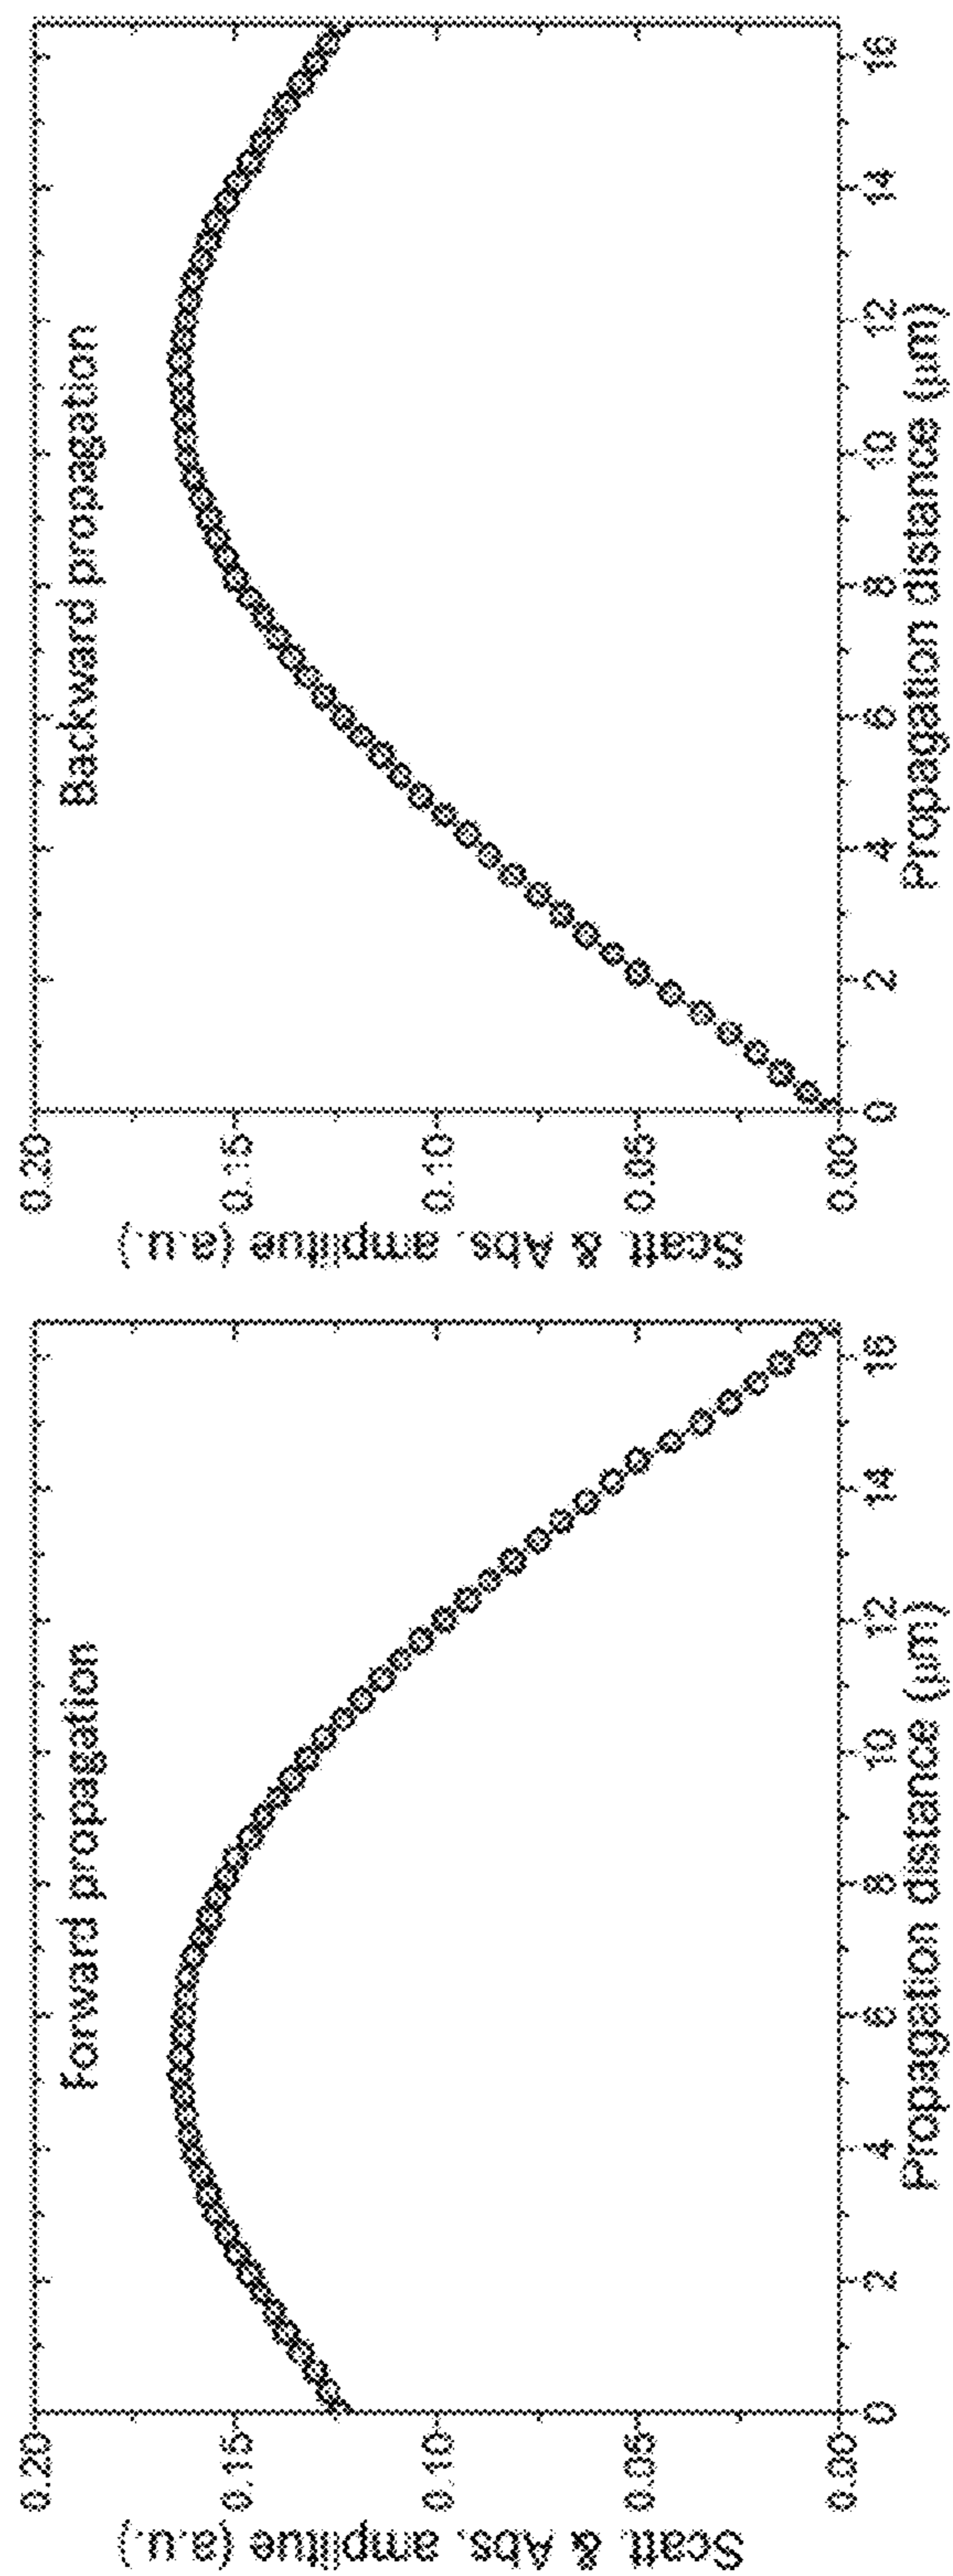 Forward propagation
Scatt. & Abs. amplitue (a.u.)
0.20
0.15
0.10
0.05
0.00
0 2 4 6 8 10 12 14 16
Propagation distance (μm)
Backward propagation
Scatt. & Abs. amplitue (a.u.)
0.20
0.15
0.10
0.05
0.00
0 2 4 6 8 10 12 14 16
Propagation distance (μm)